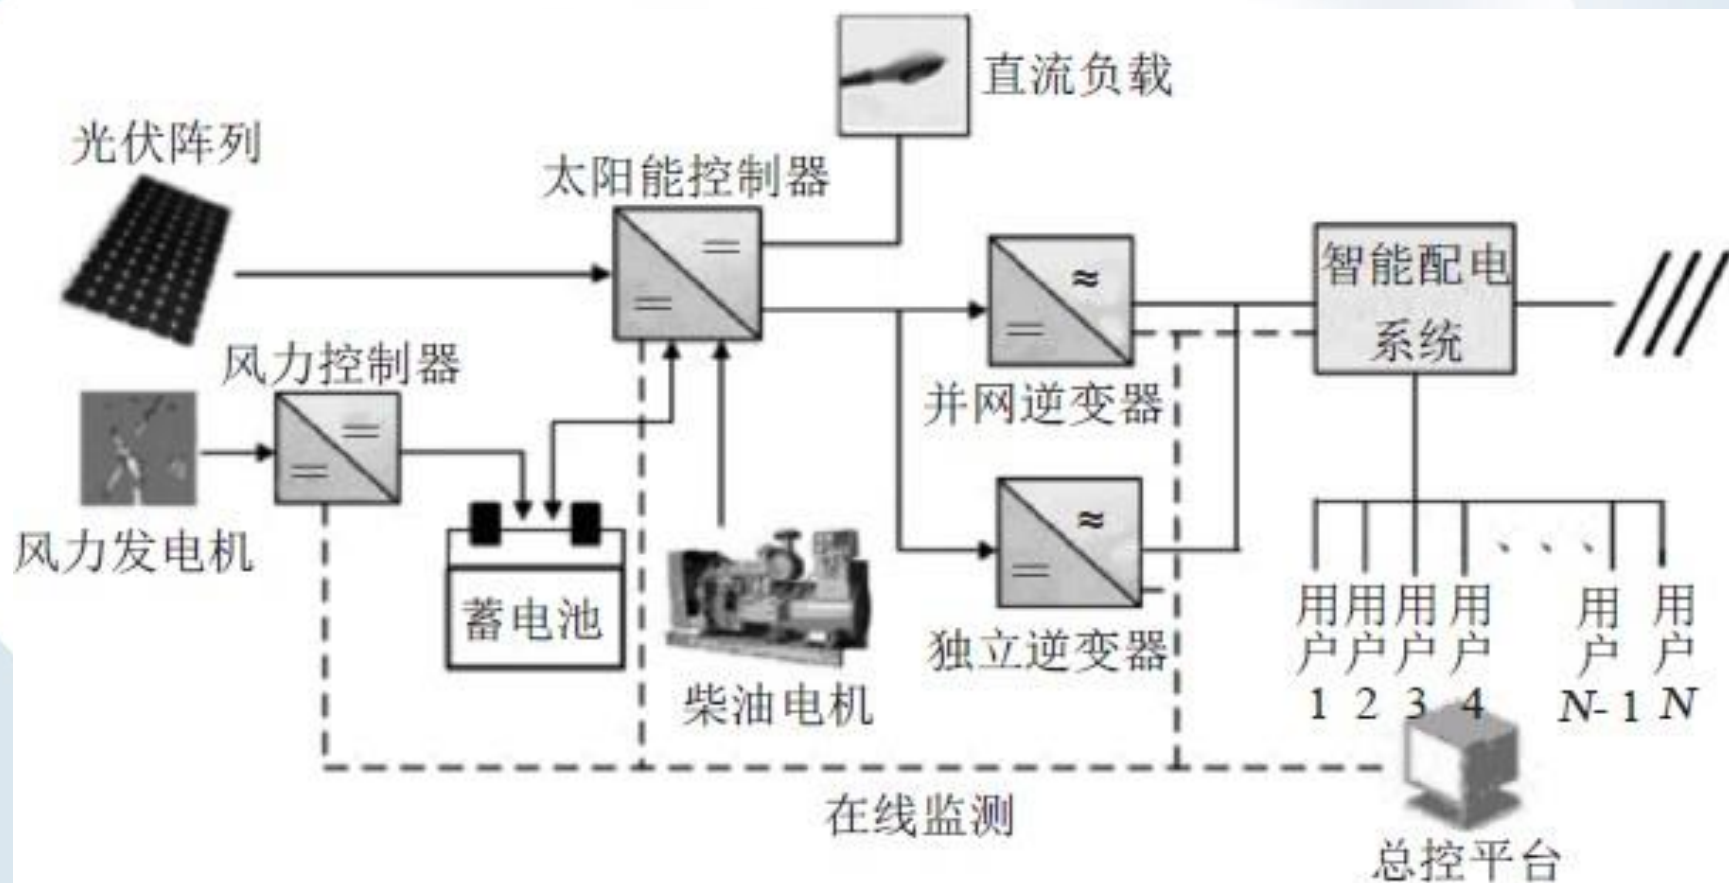 直流负载
光伏阵列
太阳能控制器
智能配电
系统
风力控制器
并网逆变器
风力发电机
蓄电池
柴油电机
独立逆变器
用户1
用户2
用户3
用户4
、、、
用户N-1
用户N
在线监测
总控平台